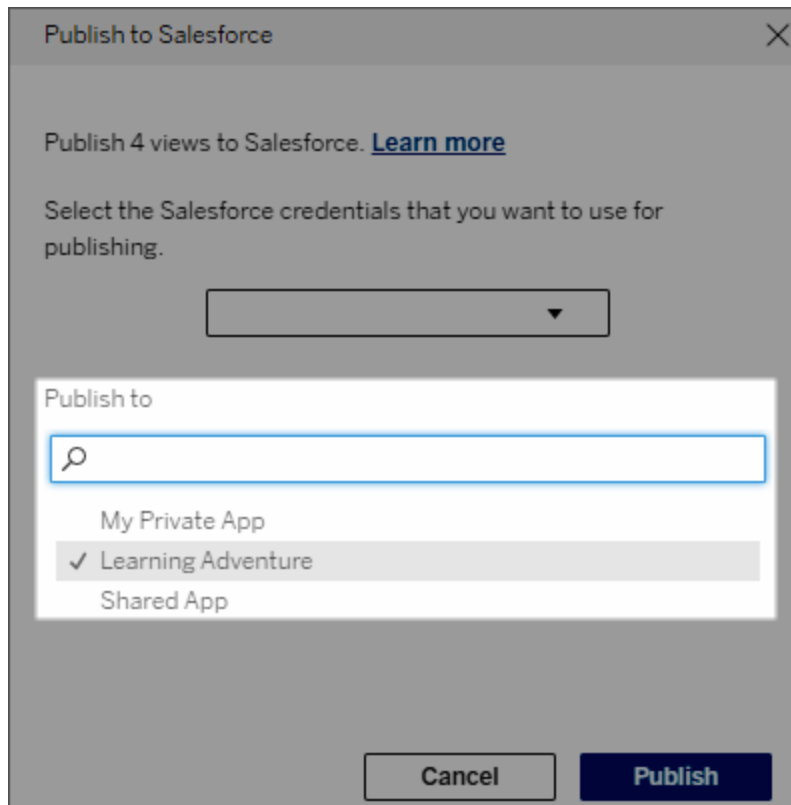 Publish to Salesforce
Publish 4 views to Salesforce. Learn more
Select the Salesforce credentials that you want to use for
publishing.
Publish to
My Private App
Learning Adventure
Shared App
Cancel Publish